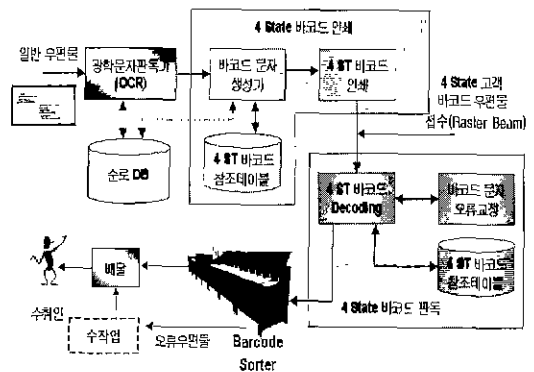 4 State 바코드 인쇄
일반 우편물
광학문자판독기
(OCR)
바코드 문자
생성기
4 ST 바코드
인쇄
4 State 고객
바코드 우편물
접수(Raster Beam)
순로 DB
4 ST 바코드
참조테이블
4 ST 바코드
Decoding
바코드 문자
오류교정
4 ST 바코드
참조테이블
배달
수취인
수작업
오류우편물
Barcode
Sorter
4 State 바코드 판독